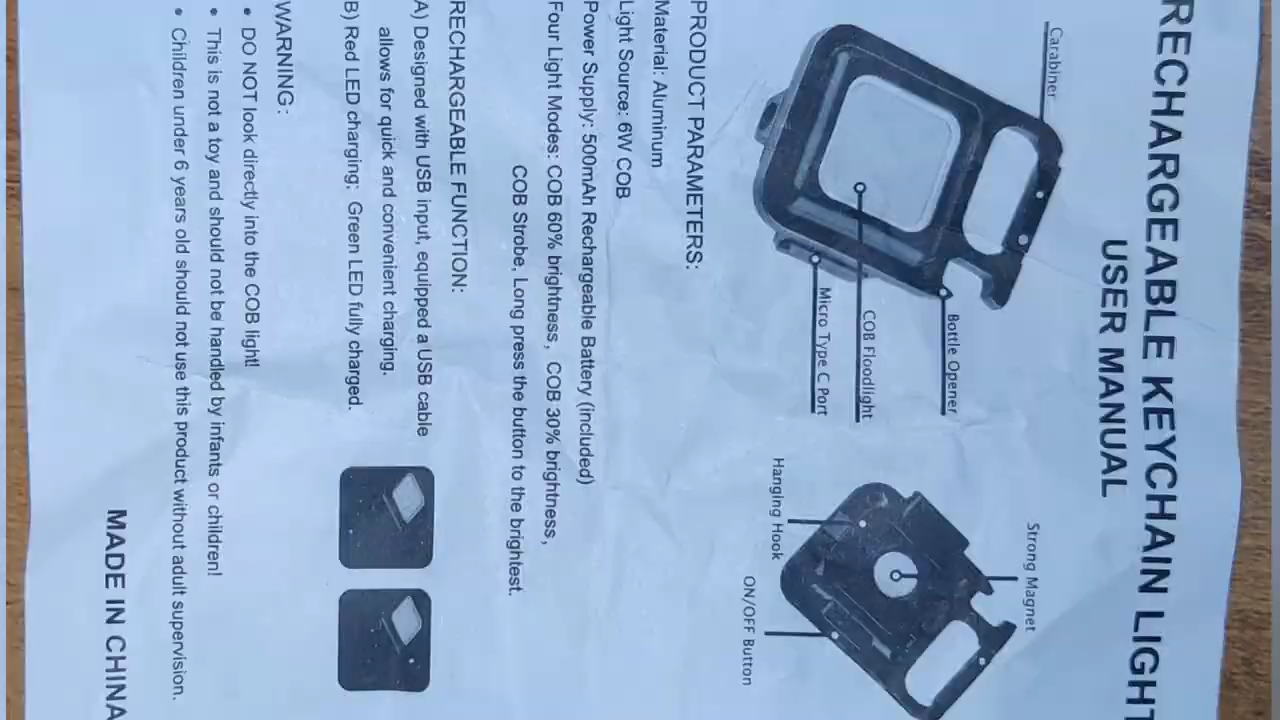 RECHARGEABLE KEYCHAIN LIGHT
USER MANUAL
Carabiner
Bottle Opener
COB Floodlight
Micro Type C Port
Strong Magnet
Hanging Hook
ON/OFF Button
PRODUCT PARAMETERS:
Material: Aluminum
Light Source: 6W COB
Power Supply: 500mAh Rechargeable Battery (included)
Four Light Modes: COB 60% brightness, COB 30% brightness,
COB Strobe, Long press the button to the brightest.
RECHARGEABLE FUNCTION:
A) Designed with USB input, equipped a USB cable
allows for quick and convenient charging.
B) Red LED charging; Green LED fully charged.
WARNING:
• DO NOT look directly into the COB light!
• This is not a toy and should not be handled by infants or children!
• Children under 6 years old should not use this product without adult supervision.
MADE IN CHINA